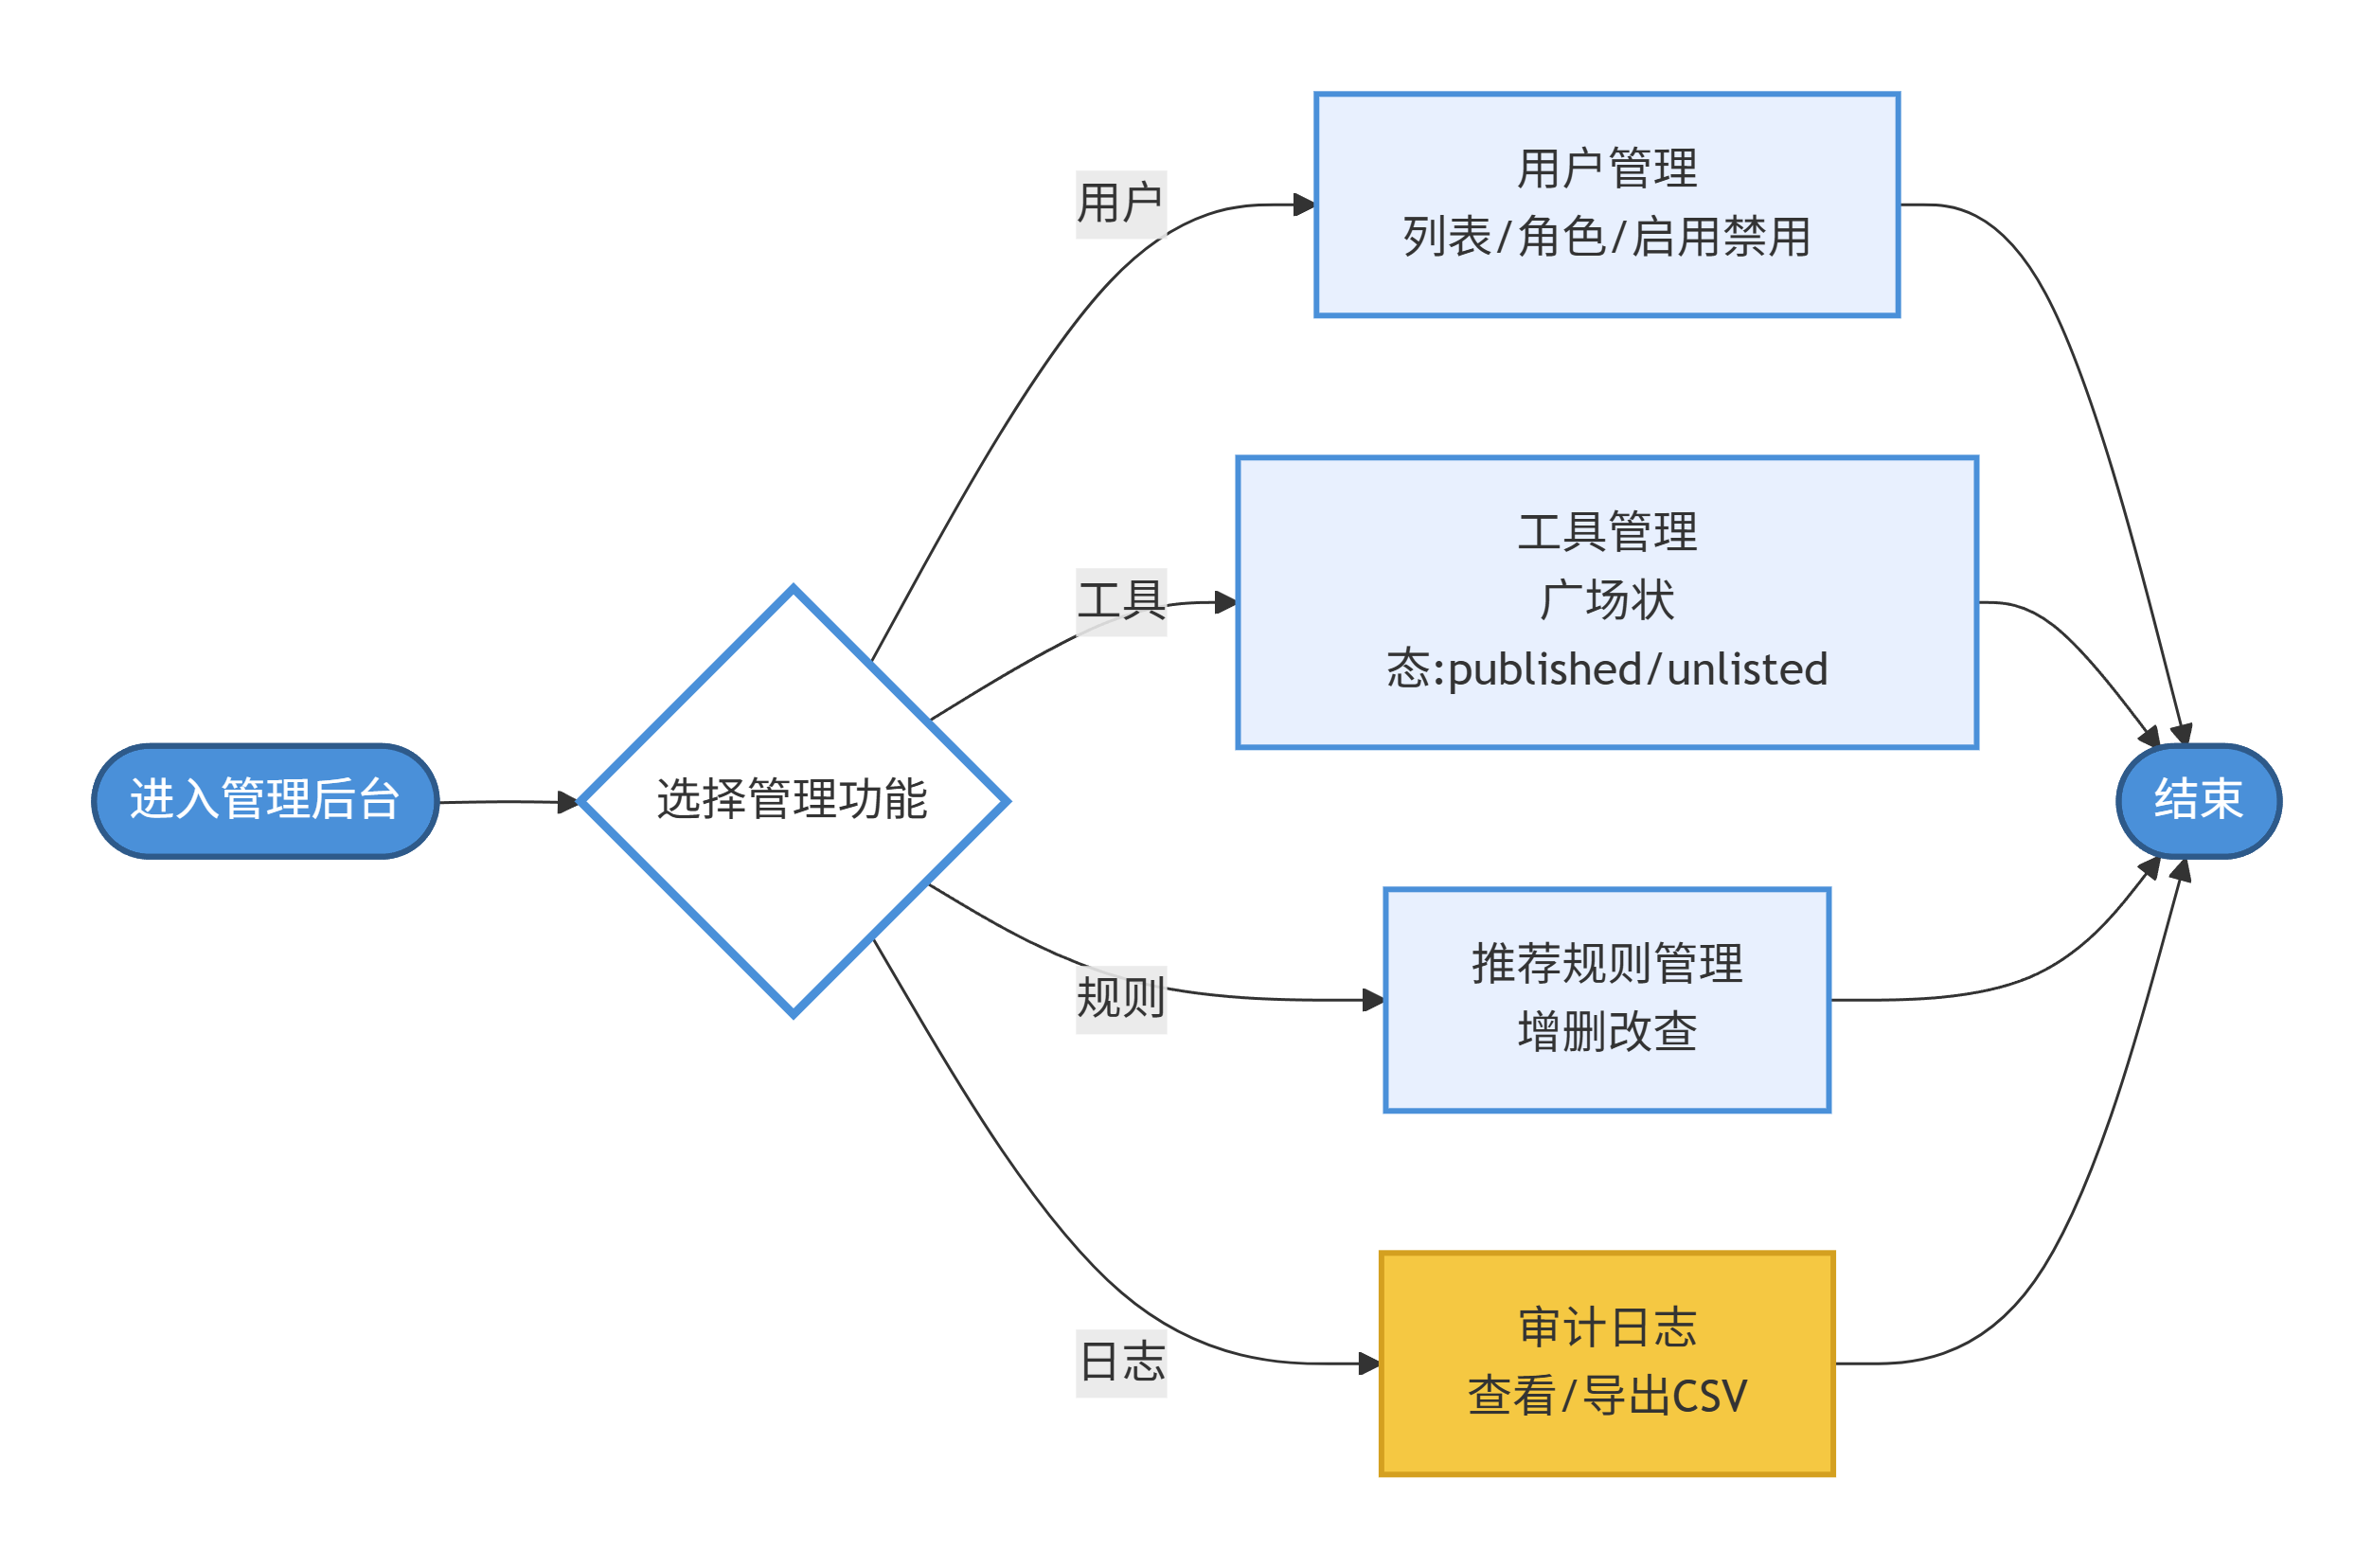 进入管理后台
选择管理功能
用户
工具
规则
日志
用户管理
列表/角色/启用禁用
工具管理
广场状
态:published/unlisted
推荐规则管理
增删改查
审计日志
查看/导出CSV
结束